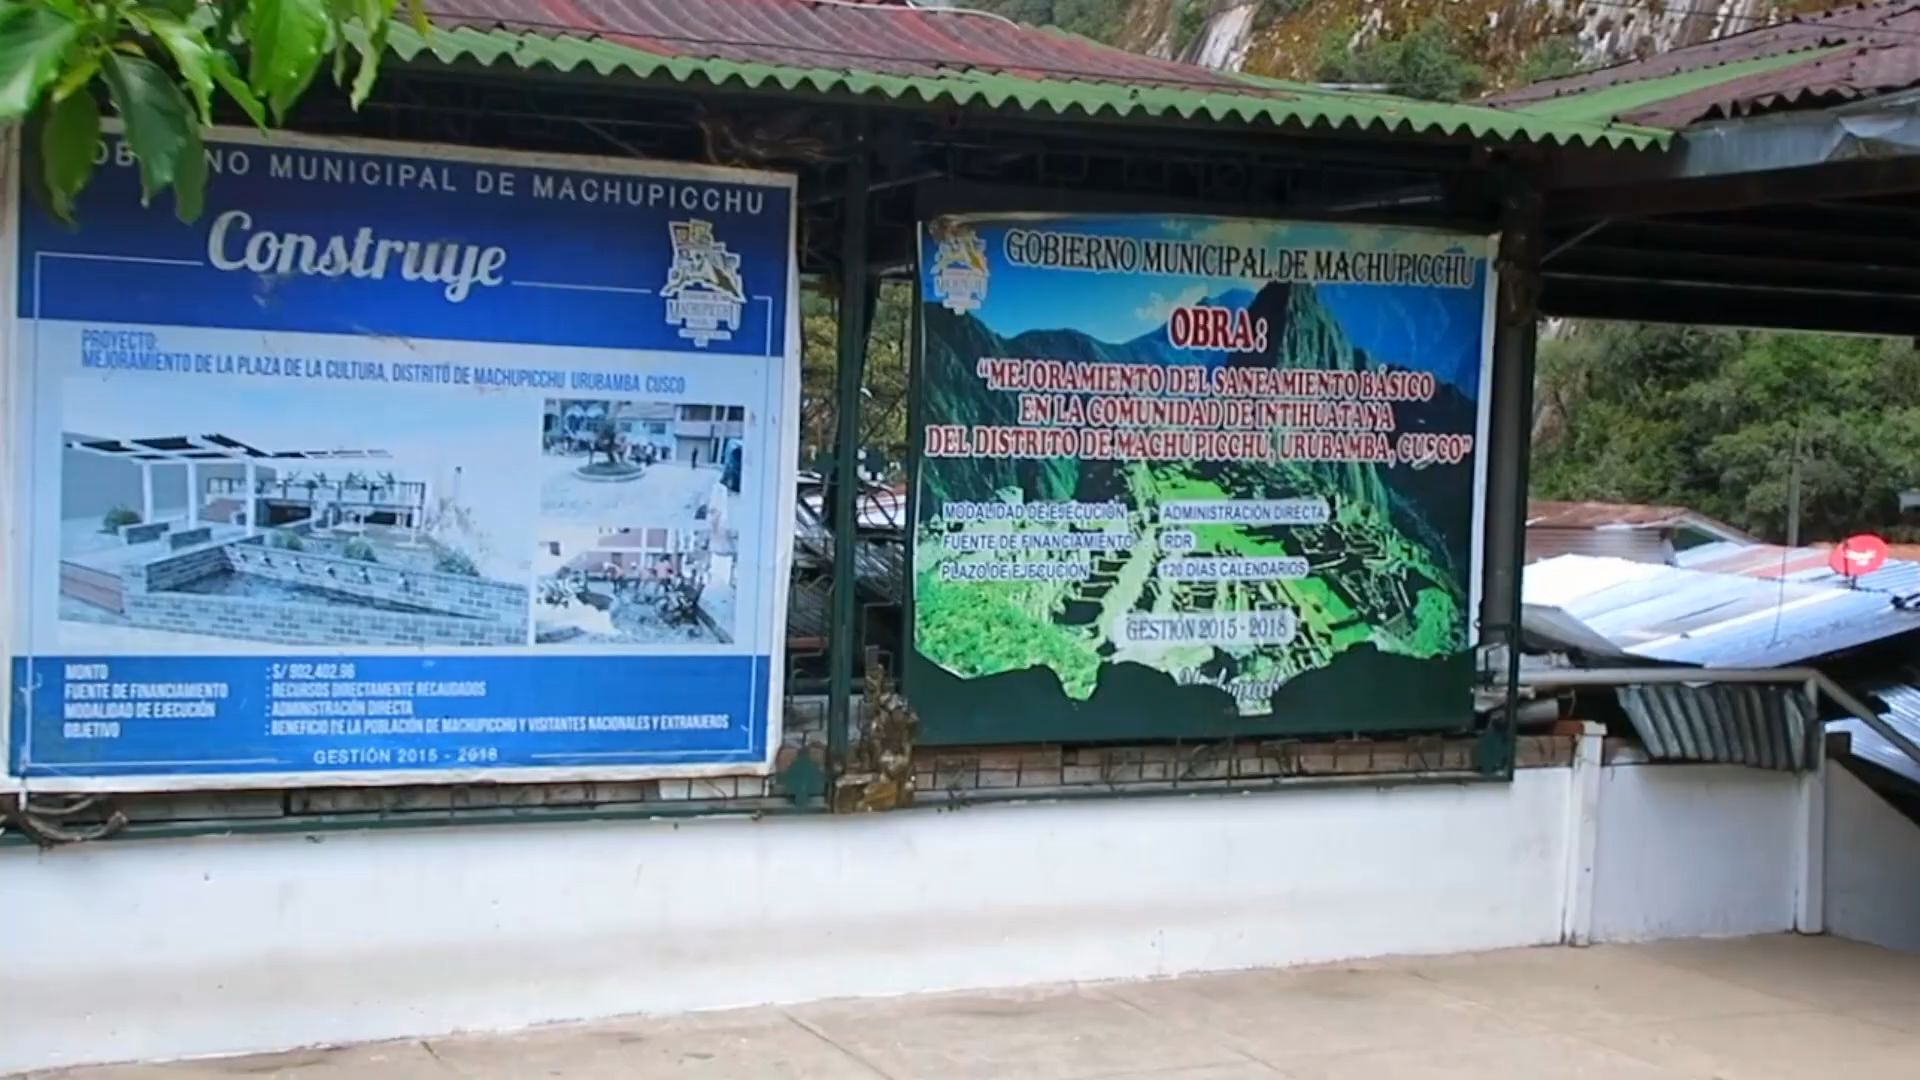 GOBIERNO MUNICIPAL DE MACHUPICCHU
Construye
MACHUPICCHU
PROYECTO:
MEJORAMIENTO DE LA PLAZA DE LA CULTURA, DISTRITO DE MACHUPICCHU URUBAMBA CUSCO
MONTO : S/ 902,402.96
FUENTE DE FINANCIAMIENTO : RECURSOS DIRECTAMENTE RECAUDADOS
MODALIDAD DE EJECUCIÓN : ADMINISTRACIÓN DIRECTA
OBJETIVO : BENEFICIO DE LA POBLACIÓN DE MACHUPICCHU Y VISITANTES NACIONALES Y EXTRANJEROS
GESTIÓN 2015 - 2018
GOBIERNO MUNICIPAL DE MACHUPICCHU
OBRA:
“MEJORAMIENTO DEL SANEAMIENTO BÁSICO
EN LA COMUNIDAD DE INTIHUATANA
DEL DISTRITO DE MACHUPICCHU, URUBAMBA, CUSCO”
MODALIDAD DE EJECUCIÓN ADMINISTRACIÓN DIRECTA
FUENTE DE FINANCIAMIENTO RDR
PLAZO DE EJECUCIÓN 120 DÍAS CALENDARIOS
GESTIÓN 2015 - 2018